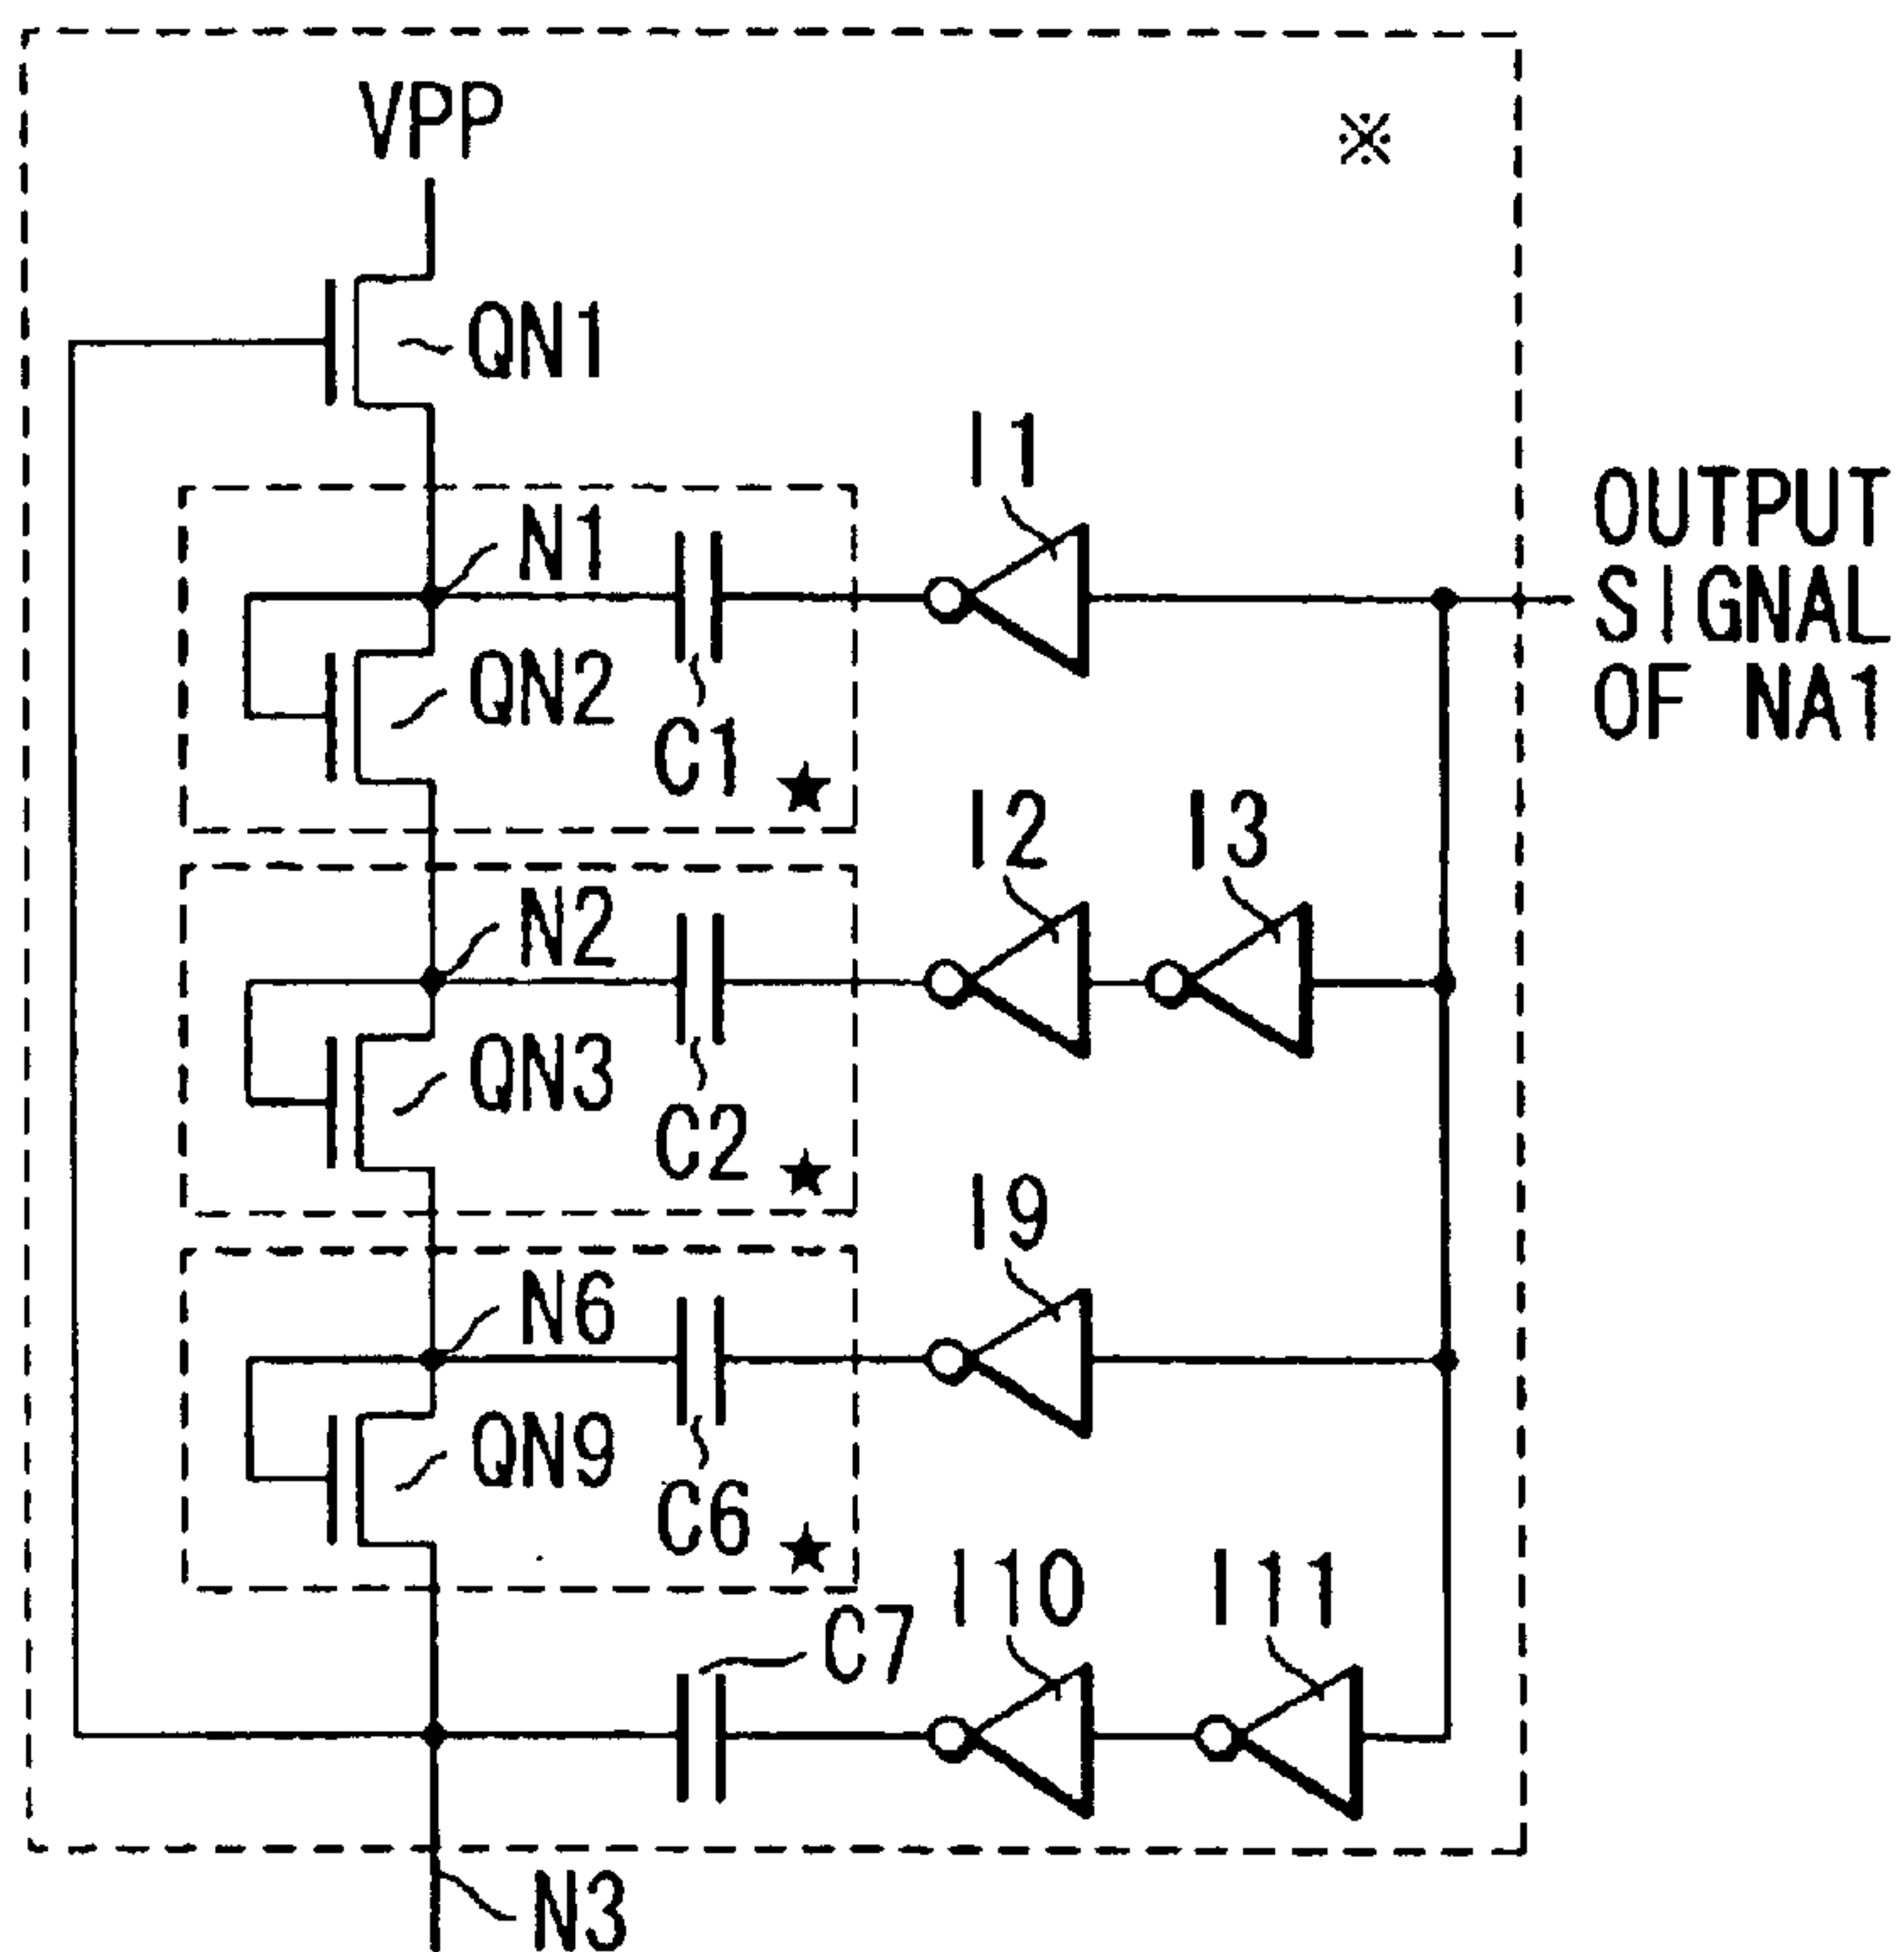 VPP
※
QN1
I1
N1
OUTPUT
SIGNAL
OF NA1
QN2
C1 ★
I2
I3
N2
QN3
C2 ★
I9
N6
QN9
C6 ★
I10
I11
C7
N3